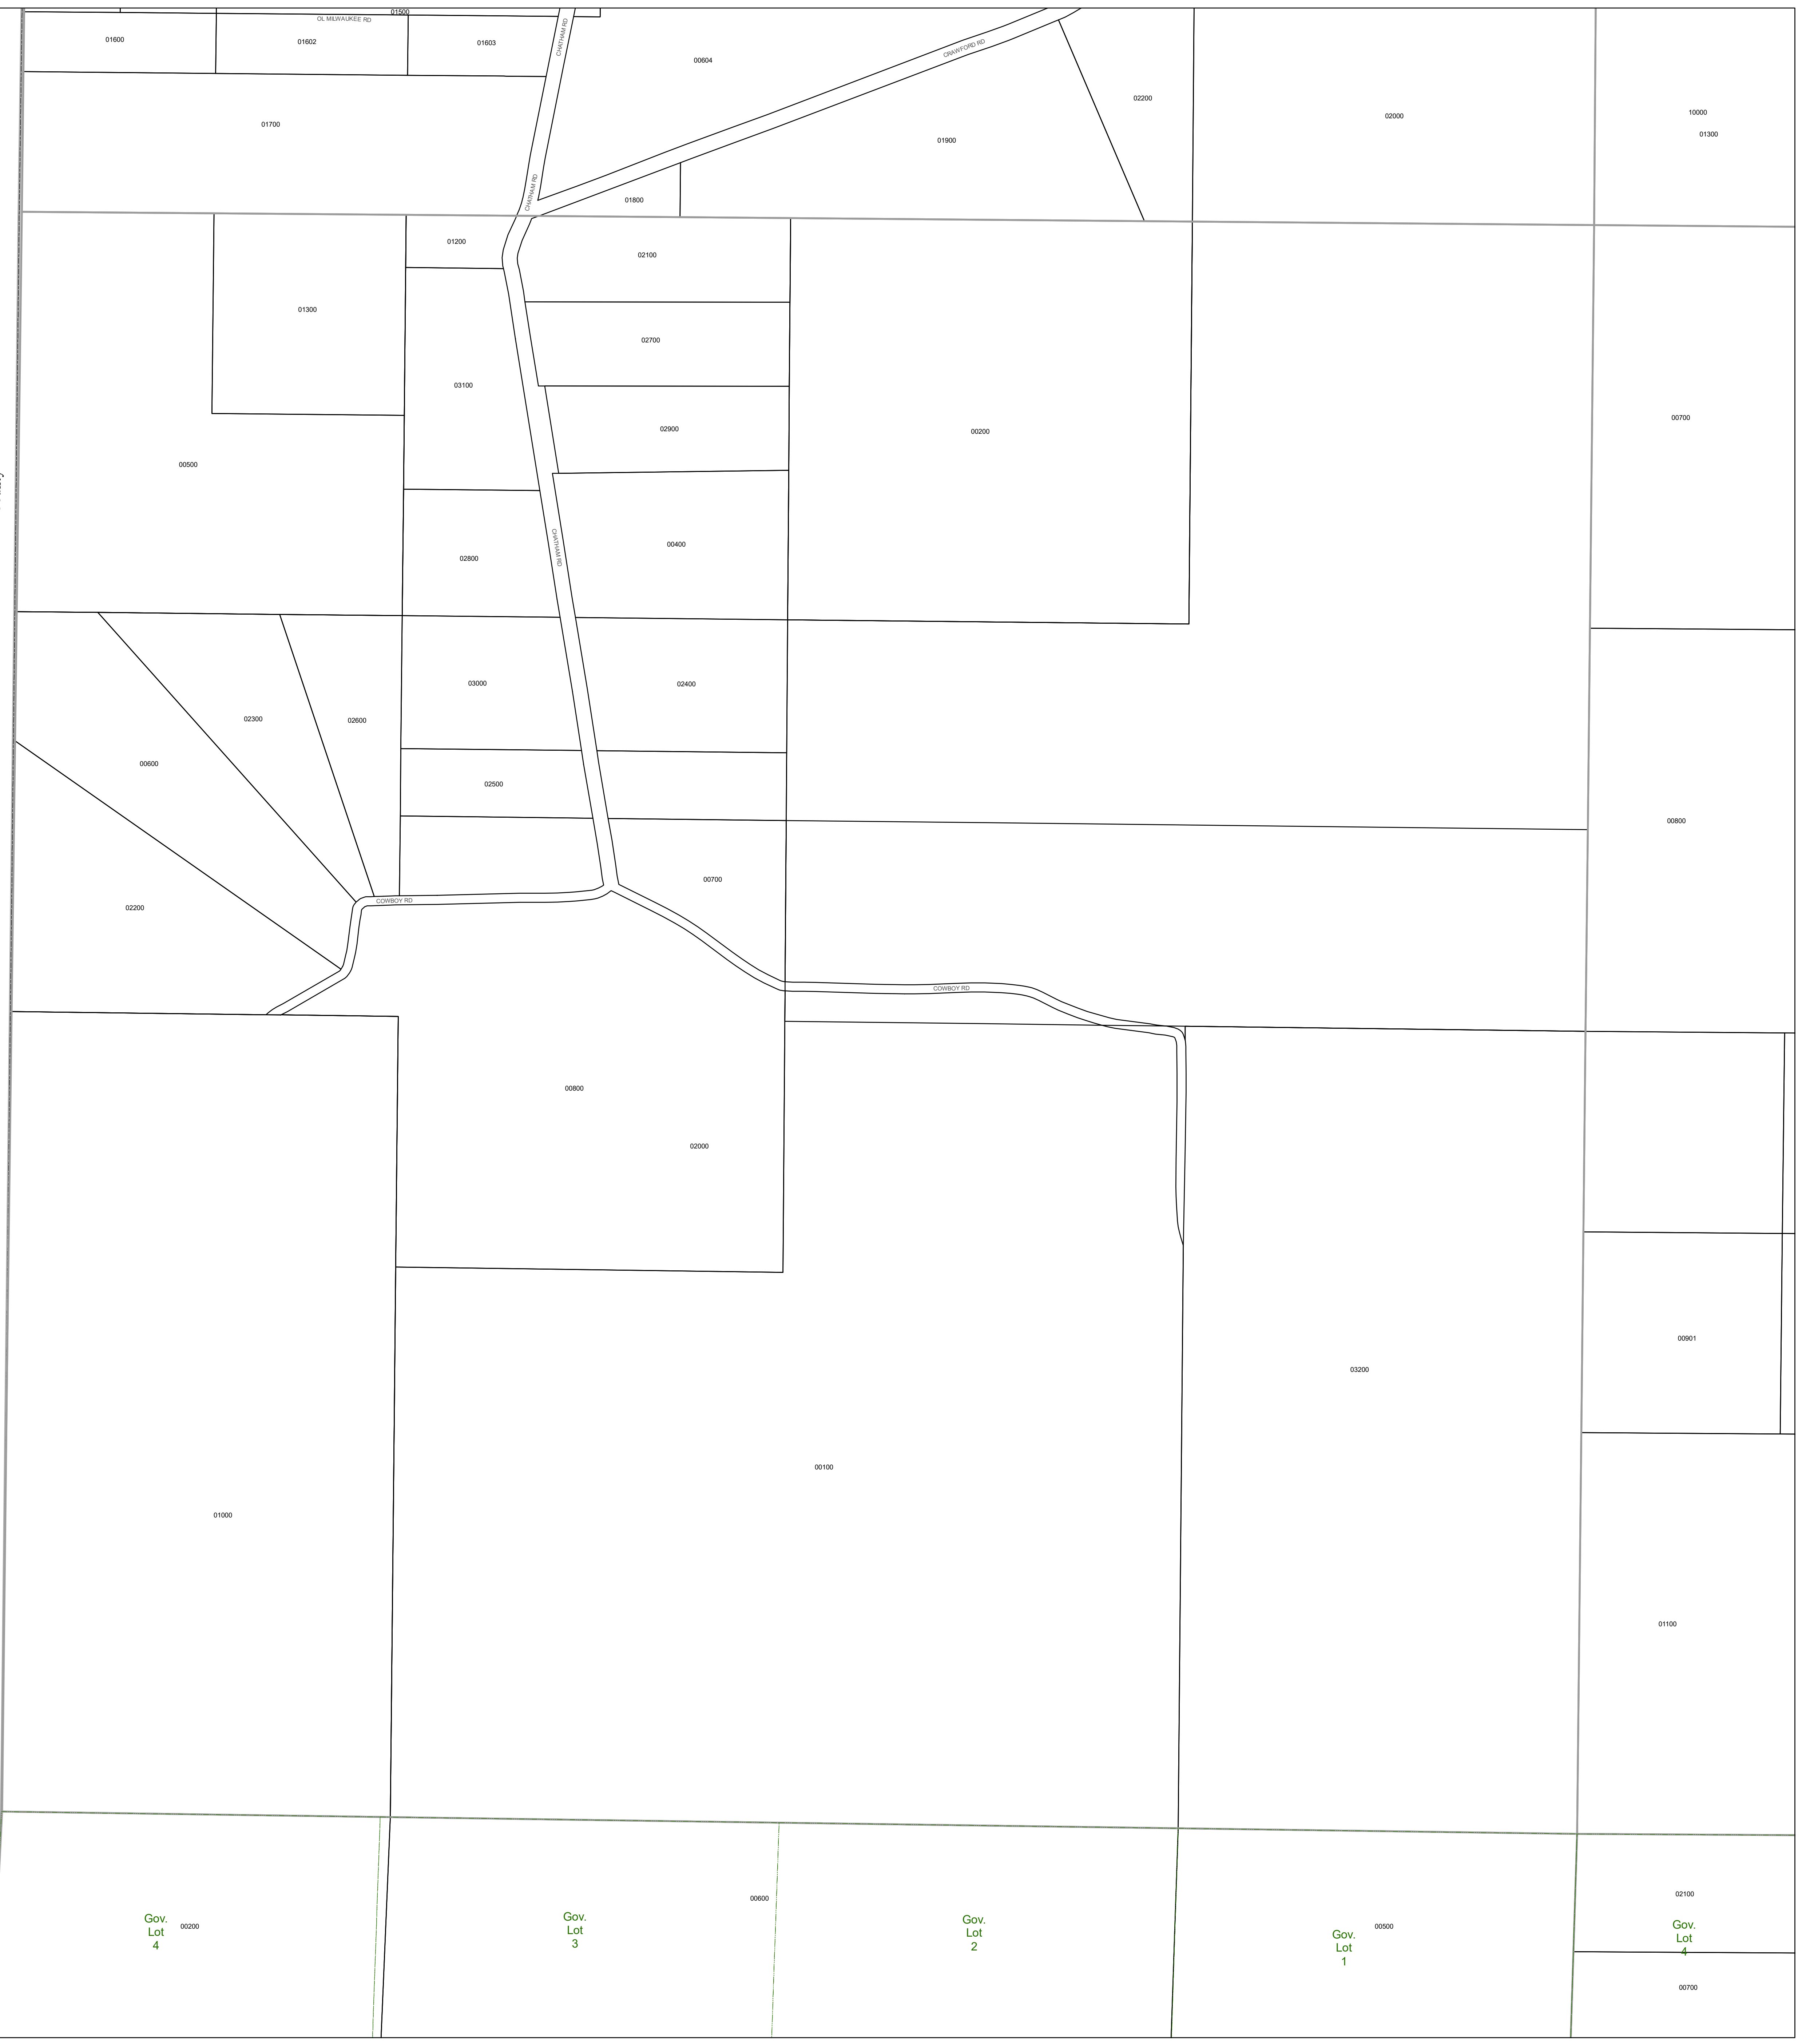 01500
OL MILWAUKEE RD
CHATHAM RD
01600
01602
01603
CRAWFORD RD
00604
02200
02000
10000
01300
01700
01900
CHATHAM RD
01800
01200
02100
01300
02700
03100
00700
02900
00200
00500
CHATHAM RD
00400
02800
03000
02400
02300
02600
00600
02500
00800
00700
COWBOY RD
02200
COWBOY RD
00800
02000
00901
03200
00100
01000
01100
02100
00600
Gov.
Lot
4
00200
Gov.
Lot
3
Gov.
Lot
2
Gov.
Lot
1
00500
Gov.
Lot
4
00700